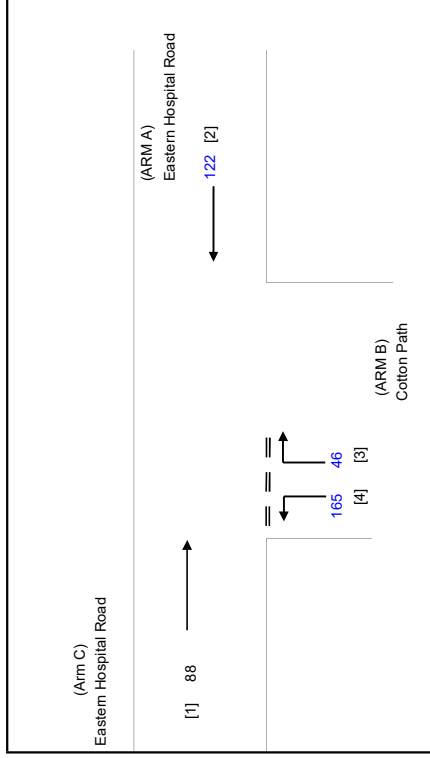 (Arm C)
Eastern Hospital Road
[1] 88
(ARM A)
Eastern Hospital Road
122 [2]
165
[4]
46
[3]
(ARM B)
Cotton Path